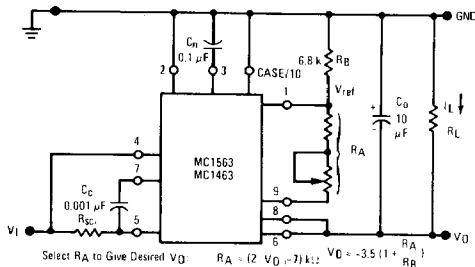 GND
Cn
0.1 µF
2
3
CASE/10
6.8 k
RB
Vref
1
+
Co
10
µF
-
IL
RL
4
MC1563
MC1463
RA
7
Cc
0.001 µF
9
8
RSC
VI
5
6
VO
Select RA to Give Desired VO: RA = (2 VO -7) kΩ VO = -3.5 (1 + RA
RB